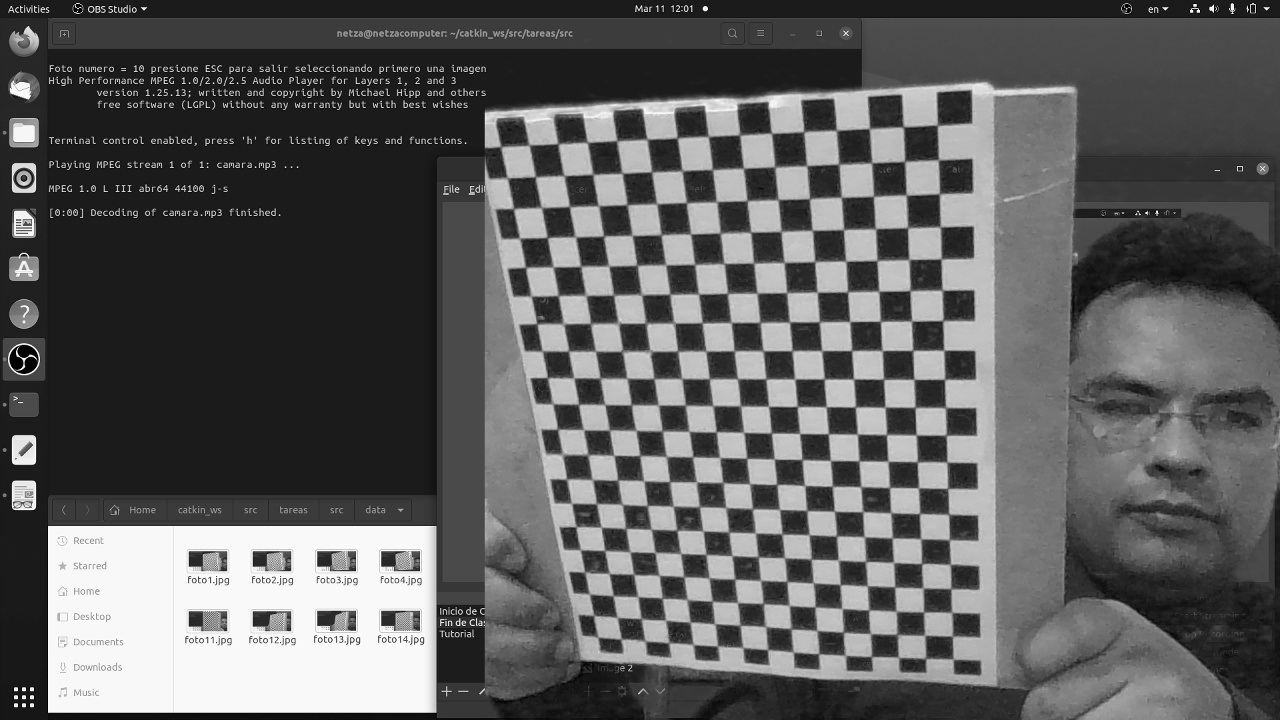 Activities
OBS Studio
Mar 11 12:01
en
netza@netzacomputer: ~/catkin_ws/src/tareas/src
Foto numero = 10 presione ESC para salir seleccionando primero una imagen
High Performance MPEG 1.0/2.0/2.5 Audio Player for Layers 1, 2 and 3
version 1.25.13; written and copyright by Michael Hipp and others
free software (LGPL) without any warranty but with best wishes
Terminal control enabled, press 'h' for listing of keys and functions.
Playing MPEG stream 1 of 1: camara.mp3 ...
MPEG 1.0 L III abr64 44100 j-s
[0:00] Decoding of camara.mp3 finished.
File
Home
catkin_ws
src
tareas
src
data
Recent
Starred
Home
Desktop
Documents
Downloads
Music
foto1.jpg
foto2.jpg
foto3.jpg
foto4.jpg
foto11.jpg
foto12.jpg
foto13.jpg
foto14.jpg
Inicio de
Fin de
Tutorial
Image 2